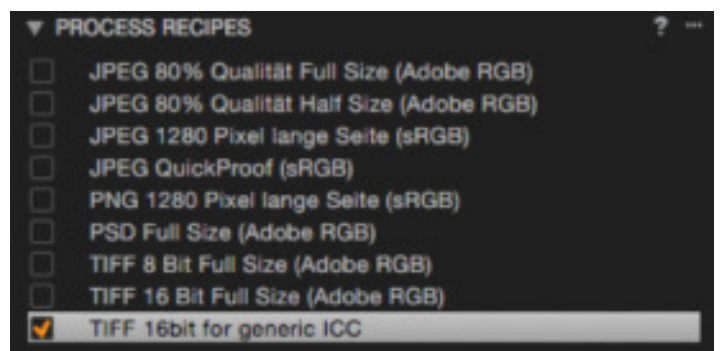 PROCESS RECIPES ? ...
JPEG 80% Qualität Full Size (Adobe RGB)
JPEG 80% Qualität Half Size (Adobe RGB)
JPEG 1280 Pixel lange Seite (sRGB)
JPEG QuickProof (sRGB)
PNG 1280 Pixel lange Seite (sRGB)
PSD Full Size (Adobe RGB)
TIFF 8 Bit Full Size (Adobe RGB)
TIFF 16 Bit Full Size (Adobe RGB)
TIFF 16bit for generic ICC